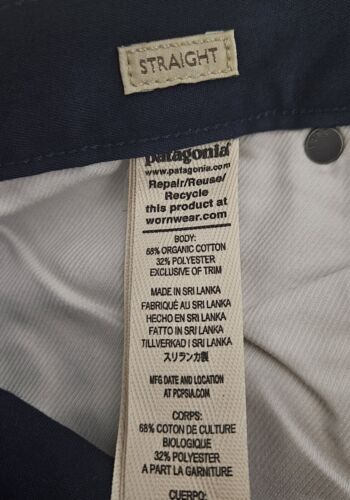 STRAIGHT
patagonia
www.patagonia.com
Repair/Reuse/
Recycle
this product at
wornwear.com
BODY:
68% ORGANIC COTTON
32% POLYESTER
EXCLUSIVE OF TRIM
MADE IN SRI LANKA
FABRIQUÉ AU SRI LANKA
HECHO EN SRI LANKA
FATTO IN SRI LANKA
TILLVERKAD I SRI LANKA
スリランカ製
MFG DATE AND LOCATION
AT PCPSIA.COM
CORPS:
68% COTON DE CULTURE
BIOLOGIQUE
32% POLYESTER
A PART LA GARNITURE
CUERPO: